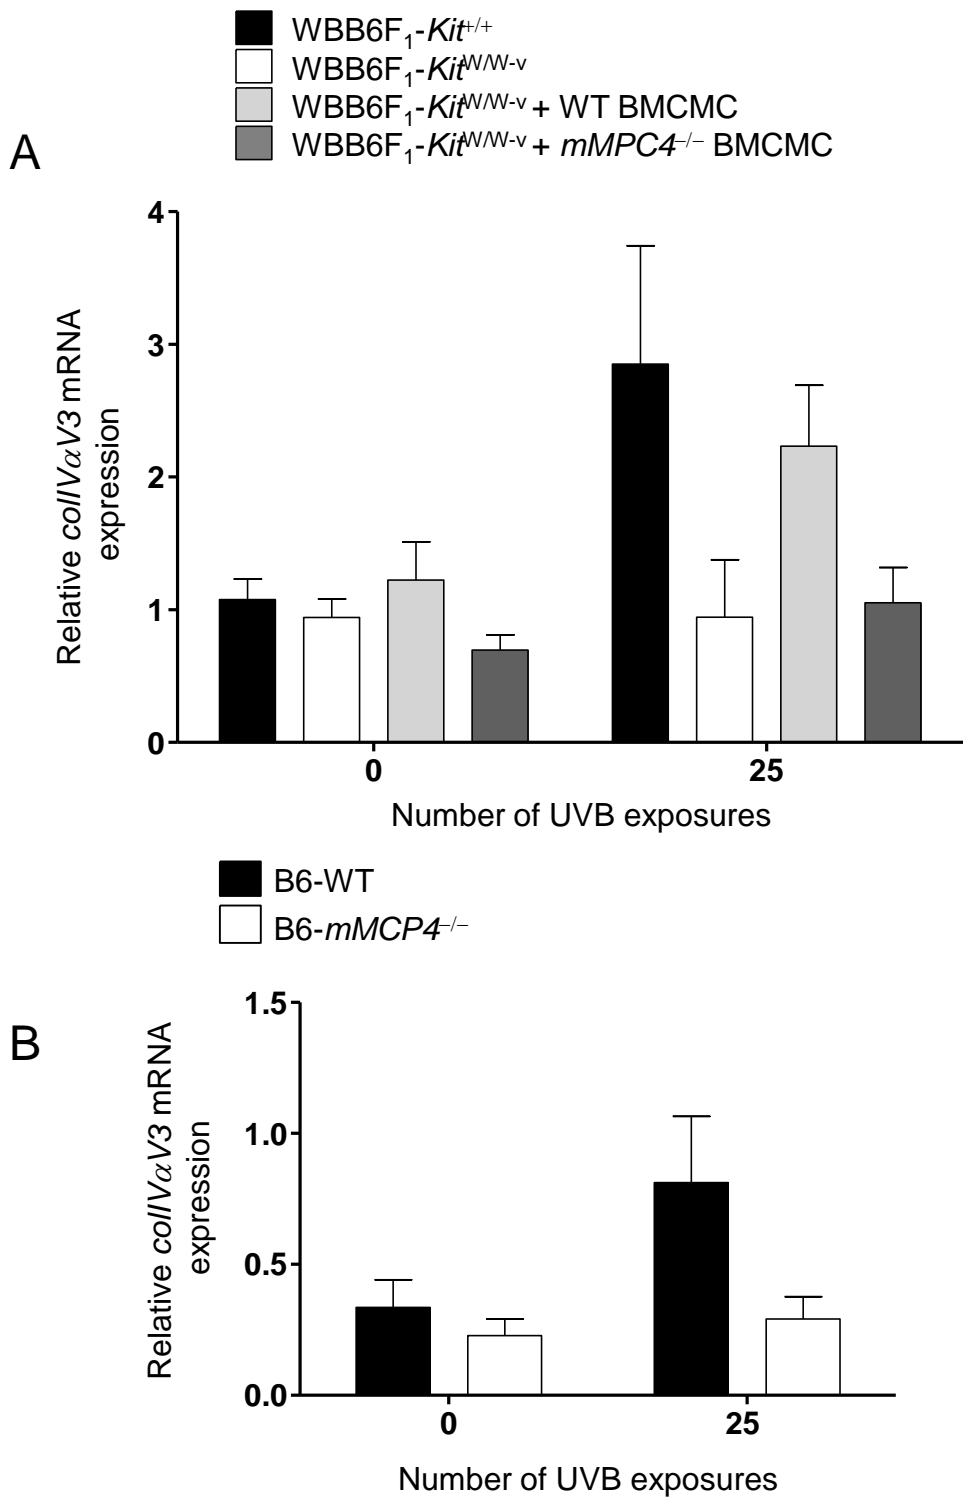 WBB6F₁-Kit⁺/⁺
WBB6F₁-Kitᵂ/ᵂ⁻ᵛ
WBB6F₁-Kitᵂ/ᵂ⁻ᵛ + WT BMCMC
WBB6F₁-Kitᵂ/ᵂ⁻ᵛ + mMPC4⁻/⁻ BMCMC
A
4
3
2
1
0
Relative colIVαV3 mRNA
expression
0 25
Number of UVB exposures
B6-WT
B6-mMCP4⁻/⁻
B
1.5
1.0
0.5
0.0
Relative colIVαV3 mRNA
expression
0 25
Number of UVB exposures